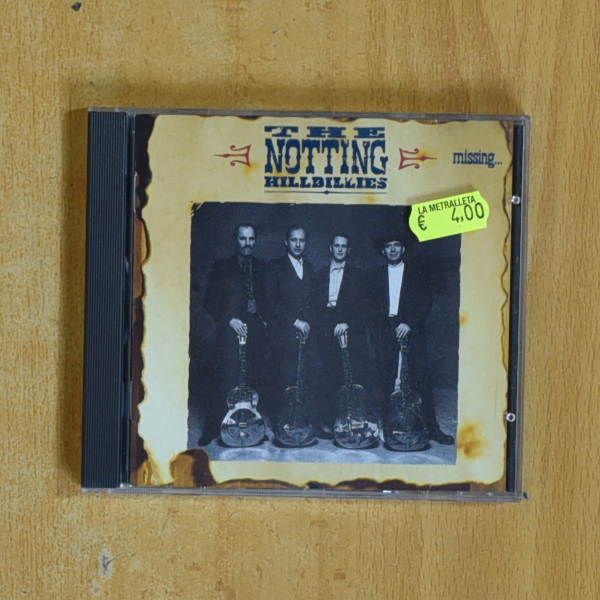 THE
NOTTING
HILLBILLIES
missing...
LA METRALLETA
€ 4,00